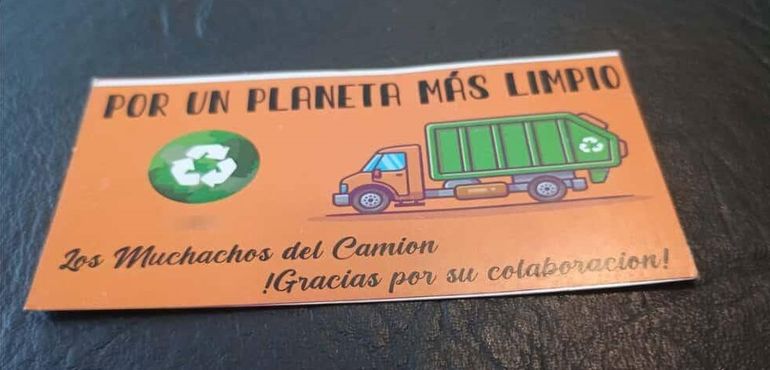 POR UN PLANETA MÁS LIMPIO
Los Muchachos del Camion
!Gracias por su colaboracion!